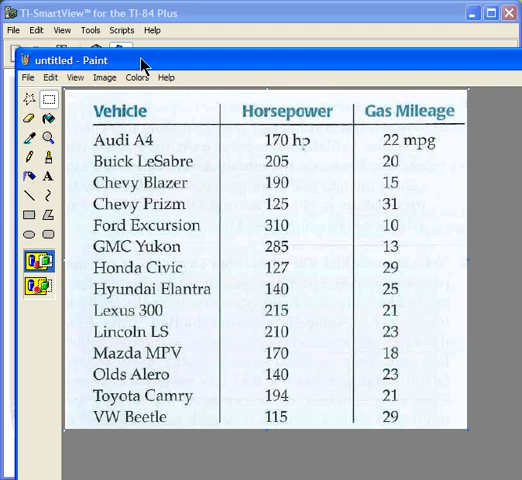 TI-SmartView™ for the TI-84 Plus
File Edit View Tools Scripts Help
untitled - Paint
File Edit View Image Colors Help
A
Vehicle Horsepower Gas Mileage
Audi A4 170 hp 22 mpg
Buick LeSabre 205 20
Chevy Blazer 190 15
Chevy Prizm 125 31
Ford Excursion 310 10
GMC Yukon 285 13
Honda Civic 127 29
Hyundai Elantra 140 25
Lexus 300 215 21
Lincoln LS 210 23
Mazda MPV 170 18
Olds Alero 140 23
Toyota Camry 194 21
VW Beetle 115 29